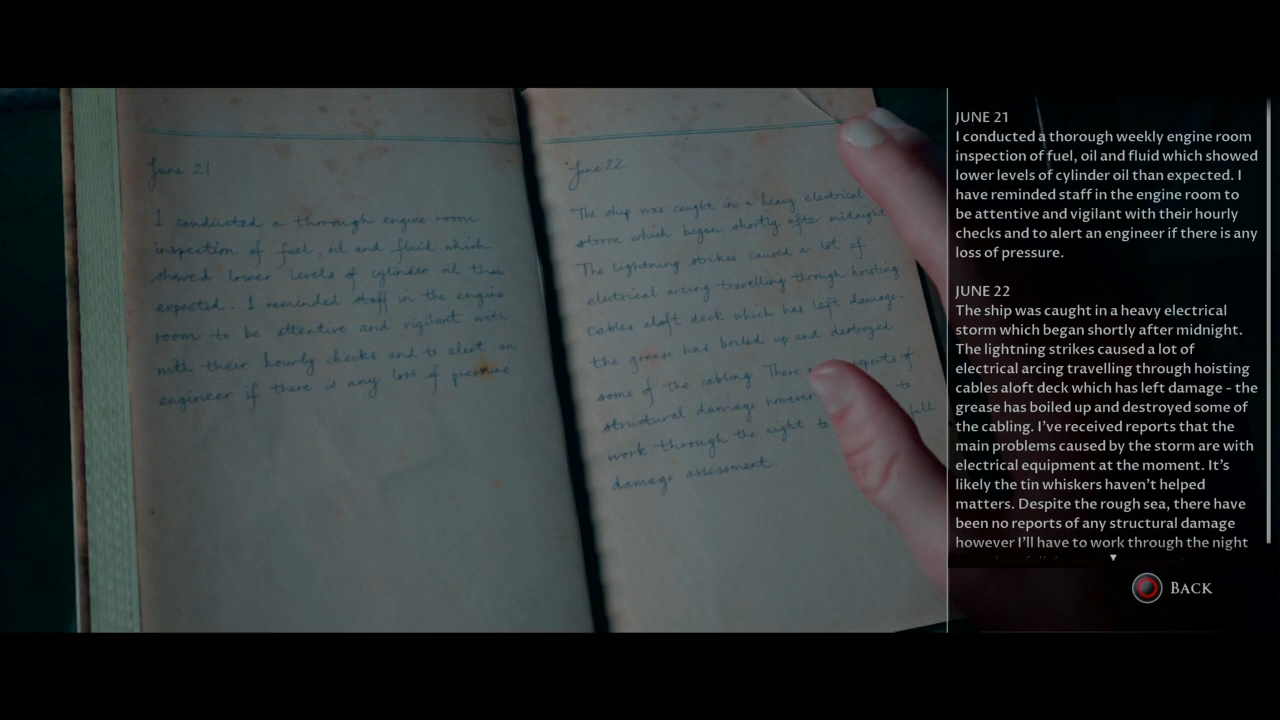 June 21
I conducted a thorough engine room
inspection of fuel, oil and fluid which
showed lower levels of cylinder oil than
expected. I reminded staff in the engine
room to be attentive and vigilant with
with their hourly checks and to alert an
engineer if there is any loss of pressure
June 22
The ship was caught in a heavy electrical
storm which began shortly after midnight
The lightning strikes caused a lot of
electrical arcing travelling through hoisting
cables aloft deck which has left damage-
the grease has boiled up and destroyed
some of the cabling There reports of
structural damage however to
work through the night to full
damage assessment
JUNE 21
I conducted a thorough weekly engine room
inspection of fuel, oil and fluid which showed
lower levels of cylinder oil than expected. I
have reminded staff in the engine room to
be attentive and vigilant with their hourly
checks and to alert an engineer if there is any
loss of pressure.
JUNE 22
The ship was caught in a heavy electrical
storm which began shortly after midnight.
The lightning strikes caused a lot of
electrical arcing travelling through hoisting
cables aloft deck which has left damage - the
grease has boiled up and destroyed some of
the cabling. I've received reports that the
main problems caused by the storm are with
electrical equipment at the moment. It's
likely the tin whiskers haven't helped
matters. Despite the rough sea, there have
been no reports of any structural damage
however I'll have to work through the night
BACK